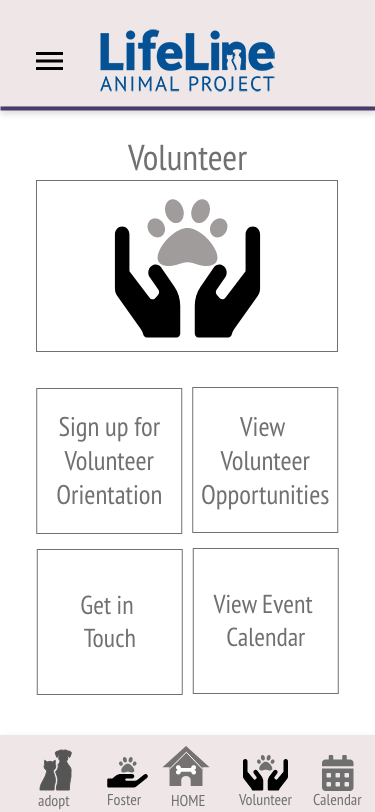 LifeLine
ANIMAL PROJECT
Volunteer
Sign up for
Volunteer
Orientation
View
Volunteer
Opportunities
Get in
Touch
View Event
Calendar
adopt
Foster
HOME
Volunteer
Calendar